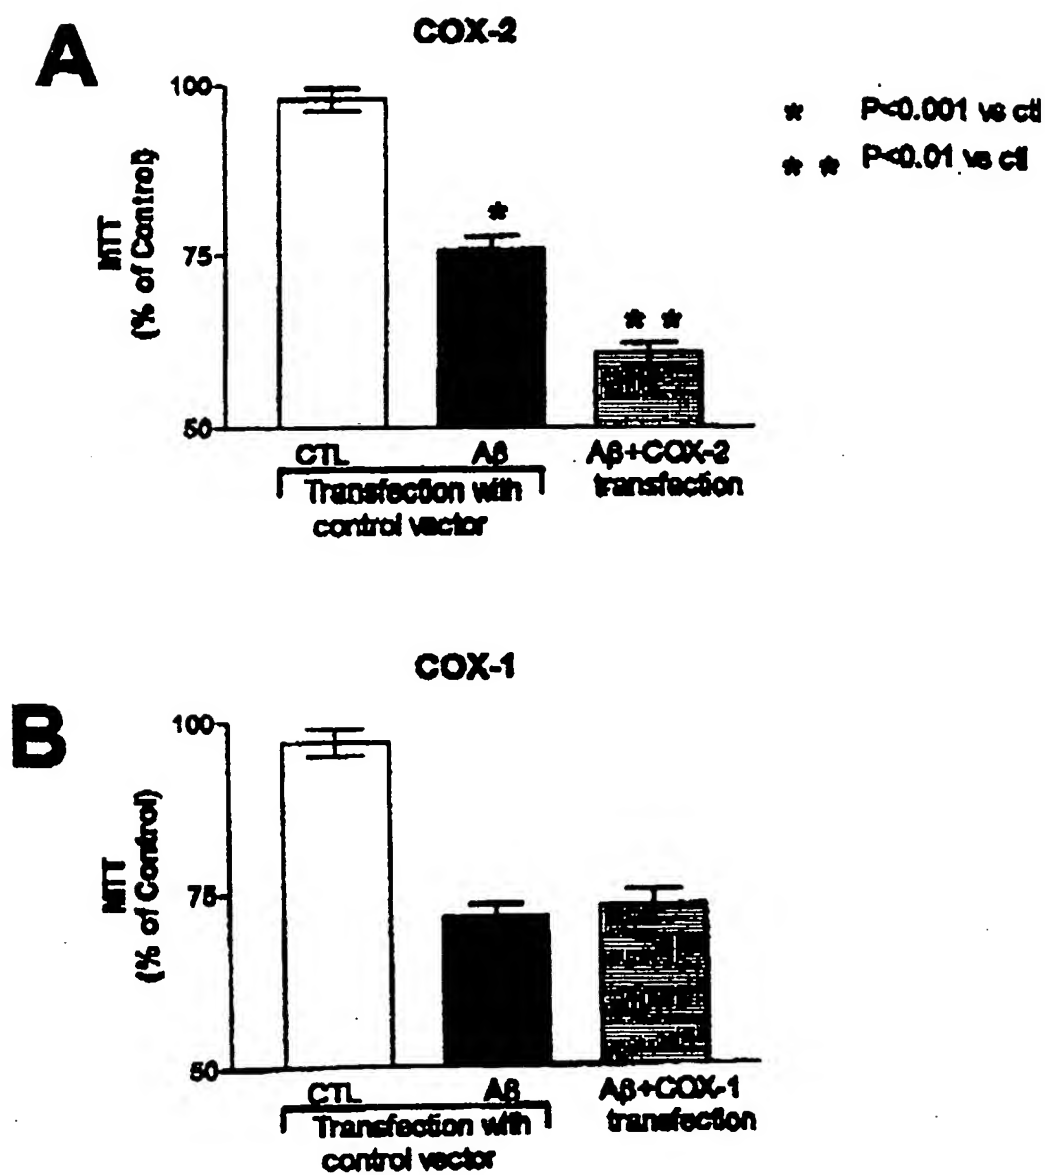 A
COX-2
100
75
50
MTT
(% of Control)
* P<0.001 vs ctl
* * P<0.01 vs ctl
*
* *
CTL Aβ Aβ+COX-2
transfection
Transfection with
control vector
B
COX-1
100
75
50
MTT
(% of Control)
CTL Aβ Aβ+COX-1
transfection
Transfection with
control vector